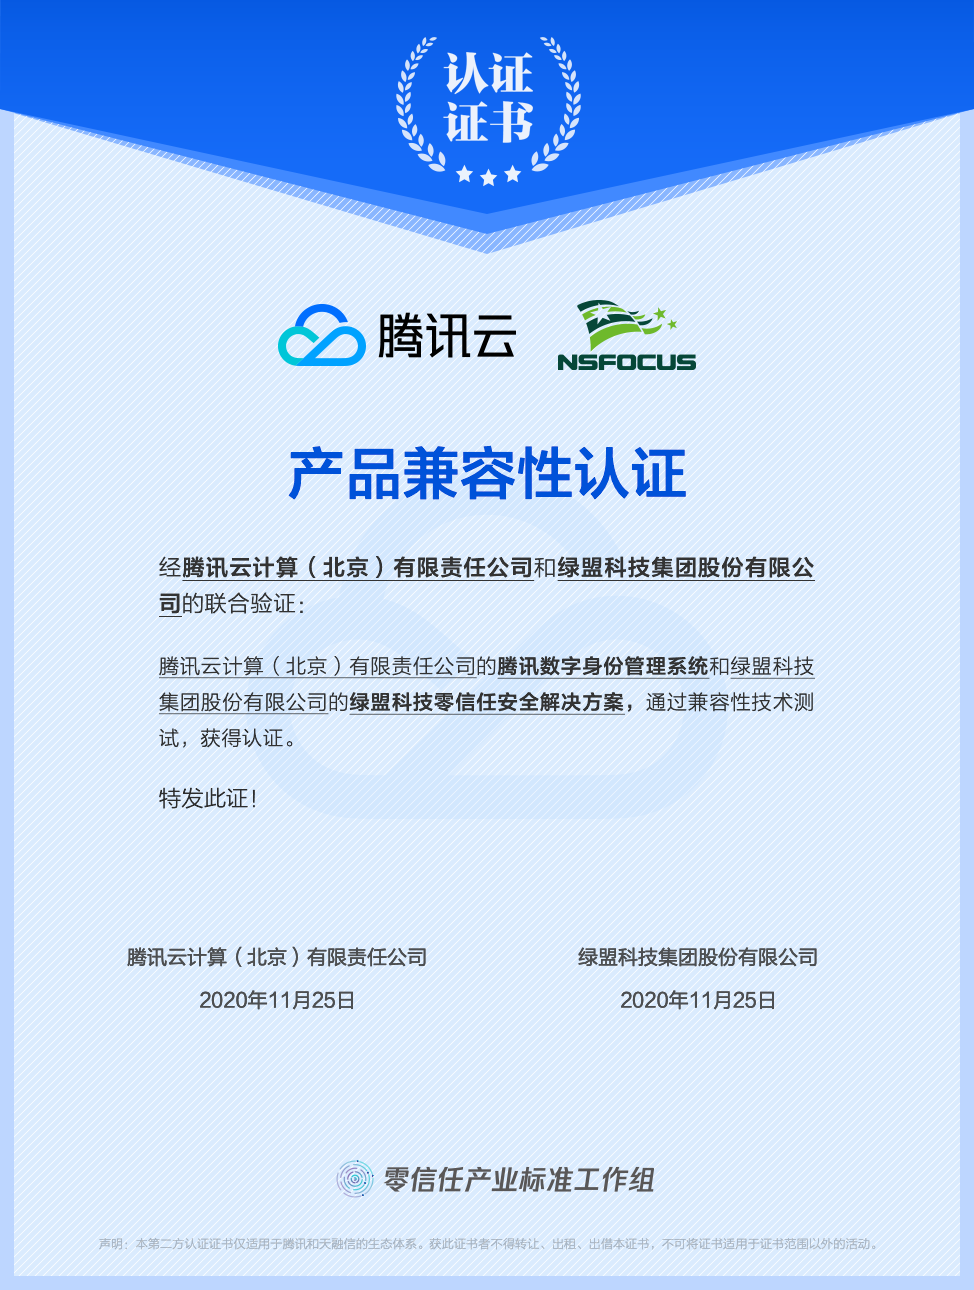 认证
证书
腾讯云
NSFOCUS
产品兼容性认证
经腾讯云计算（北京）有限责任公司和绿盟科技集团股份有限公
司的联合验证：
腾讯云计算（北京）有限责任公司的腾讯数字身份管理系统和绿盟科技
集团股份有限公司的绿盟科技零信任安全解决方案，通过兼容性技术测
试，获得认证。
特发此证！
腾讯云计算（北京）有限责任公司
绿盟科技集团股份有限公司
2020年11月25日
2020年11月25日
零信任产业标准工作组
声明：本第二方认证证书仅适用于腾讯和天融信的生态体系。获此证书者不得转让、出租、出借本证书，不可将证书适用于证书范围以外的活动。